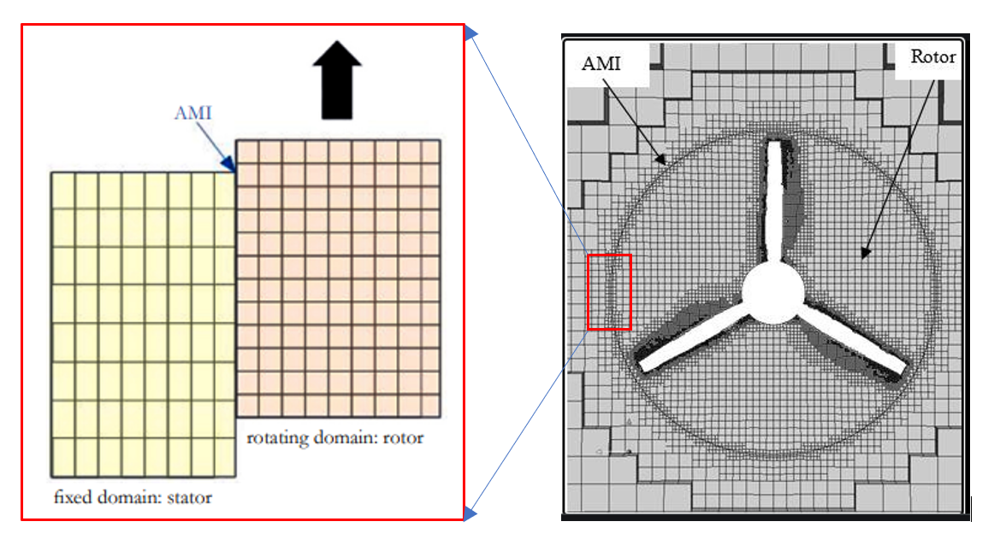 AMI
rotating domain: rotor
fixed domain: stator
AMI
Rotor